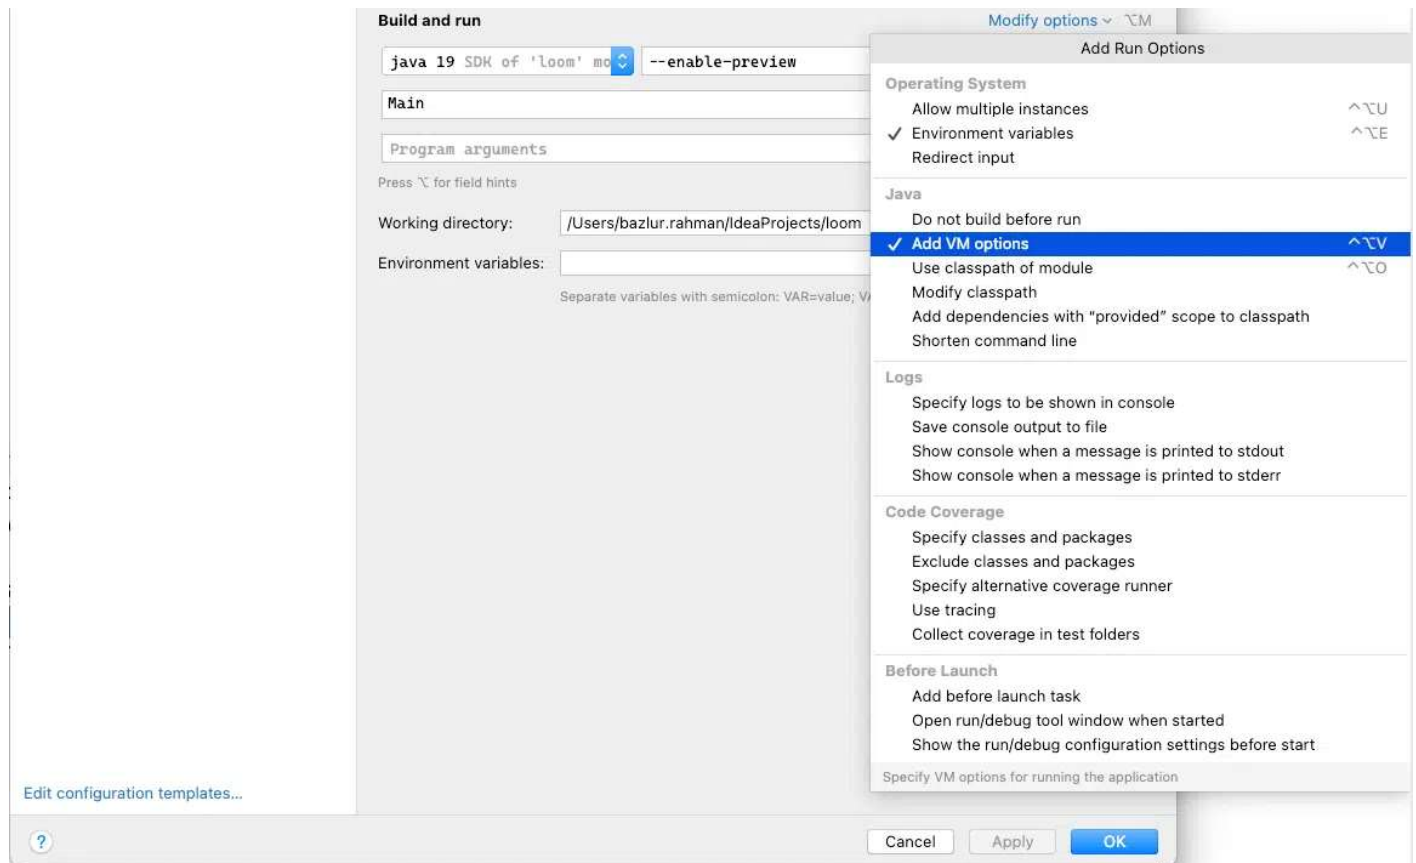 Build and run
Modify options ⌥M
java 19 SDK of 'loom' mo
--enable-preview
Main
Program arguments
Press ⌥ for field hints
Working directory: /Users/bazlur.rahman/IdeaProjects/loom
Environment variables:
Separate variables with semicolon: VAR=value;
Edit configuration templates...
?
Cancel
Apply
OK
Add Run Options
Operating System
Allow multiple instances ^⌥U
✓ Environment variables ^⌥E
Redirect input
Java
Do not build before run
✓ Add VM options ^⌥V
Use classpath of module ^⌥O
Modify classpath
Add dependencies with “provided” scope to classpath
Shorten command line
Logs
Specify logs to be shown in console
Save console output to file
Show console when a message is printed to stdout
Show console when a message is printed to stderr
Code Coverage
Specify classes and packages
Exclude classes and packages
Specify alternative coverage runner
Use tracing
Collect coverage in test folders
Before Launch
Add before launch task
Open run/debug tool window when started
Show the run/debug configuration settings before start
Specify VM options for running the application